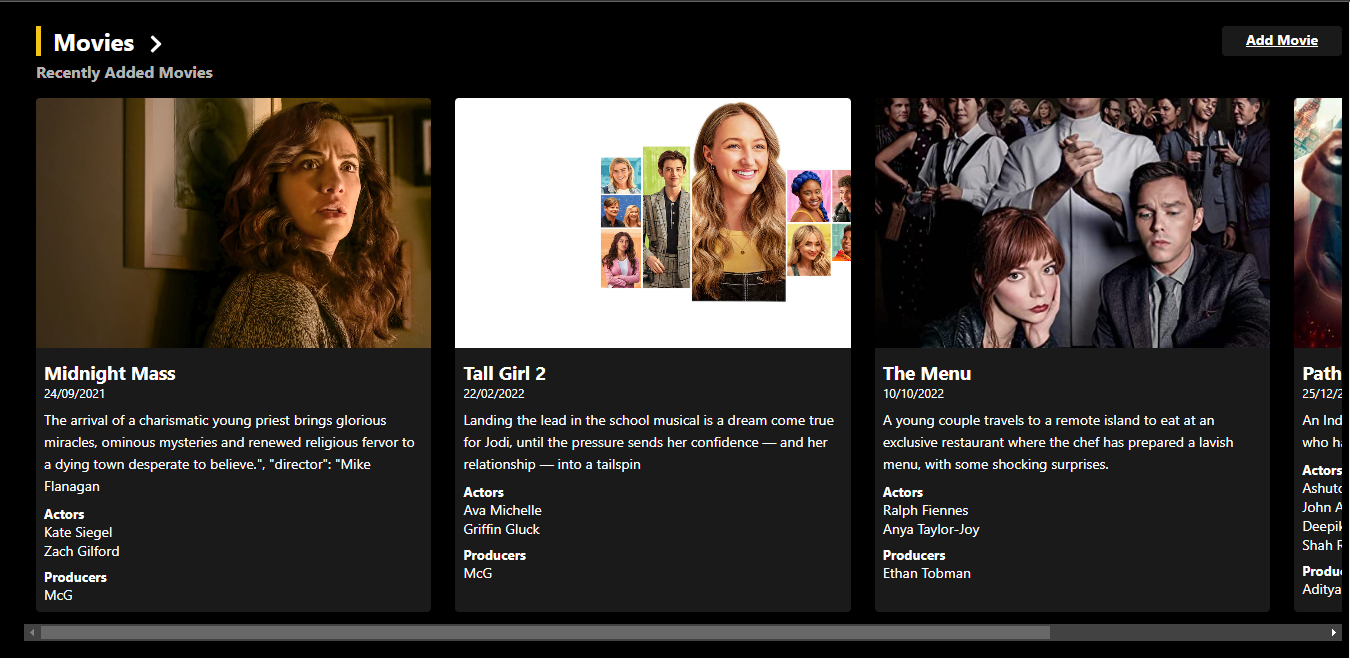 Movies
Add Movie
Recently Added Movies
Midnight Mass
24/09/2021
The arrival of a charismatic young priest brings glorious
miracles, ominous mysteries and renewed religious fervor to
a dying town desperate to believe.", "director": "Mike
Flanagan
Actors
Kate Siegel
Zach Gilford
Producers
McG
Tall Girl 2
22/02/2022
Landing the lead in the school musical is a dream come true
for Jodi, until the pressure sends her confidence — and her
relationship — into a tailspin
Actors
Ava Michelle
Griffin Gluck
Producers
McG
The Menu
10/10/2022
A young couple travels to a remote island to eat at an
exclusive restaurant where the chef has prepared a lavish
menu, with some shocking surprises.
Actors
Ralph Fiennes
Anya Taylor-Joy
Producers
Ethan Tobman
Path
25/12/2
An Ind
who ha
Actors
Ashuto
John A
Deepik
Shah R
Produc
Aditya